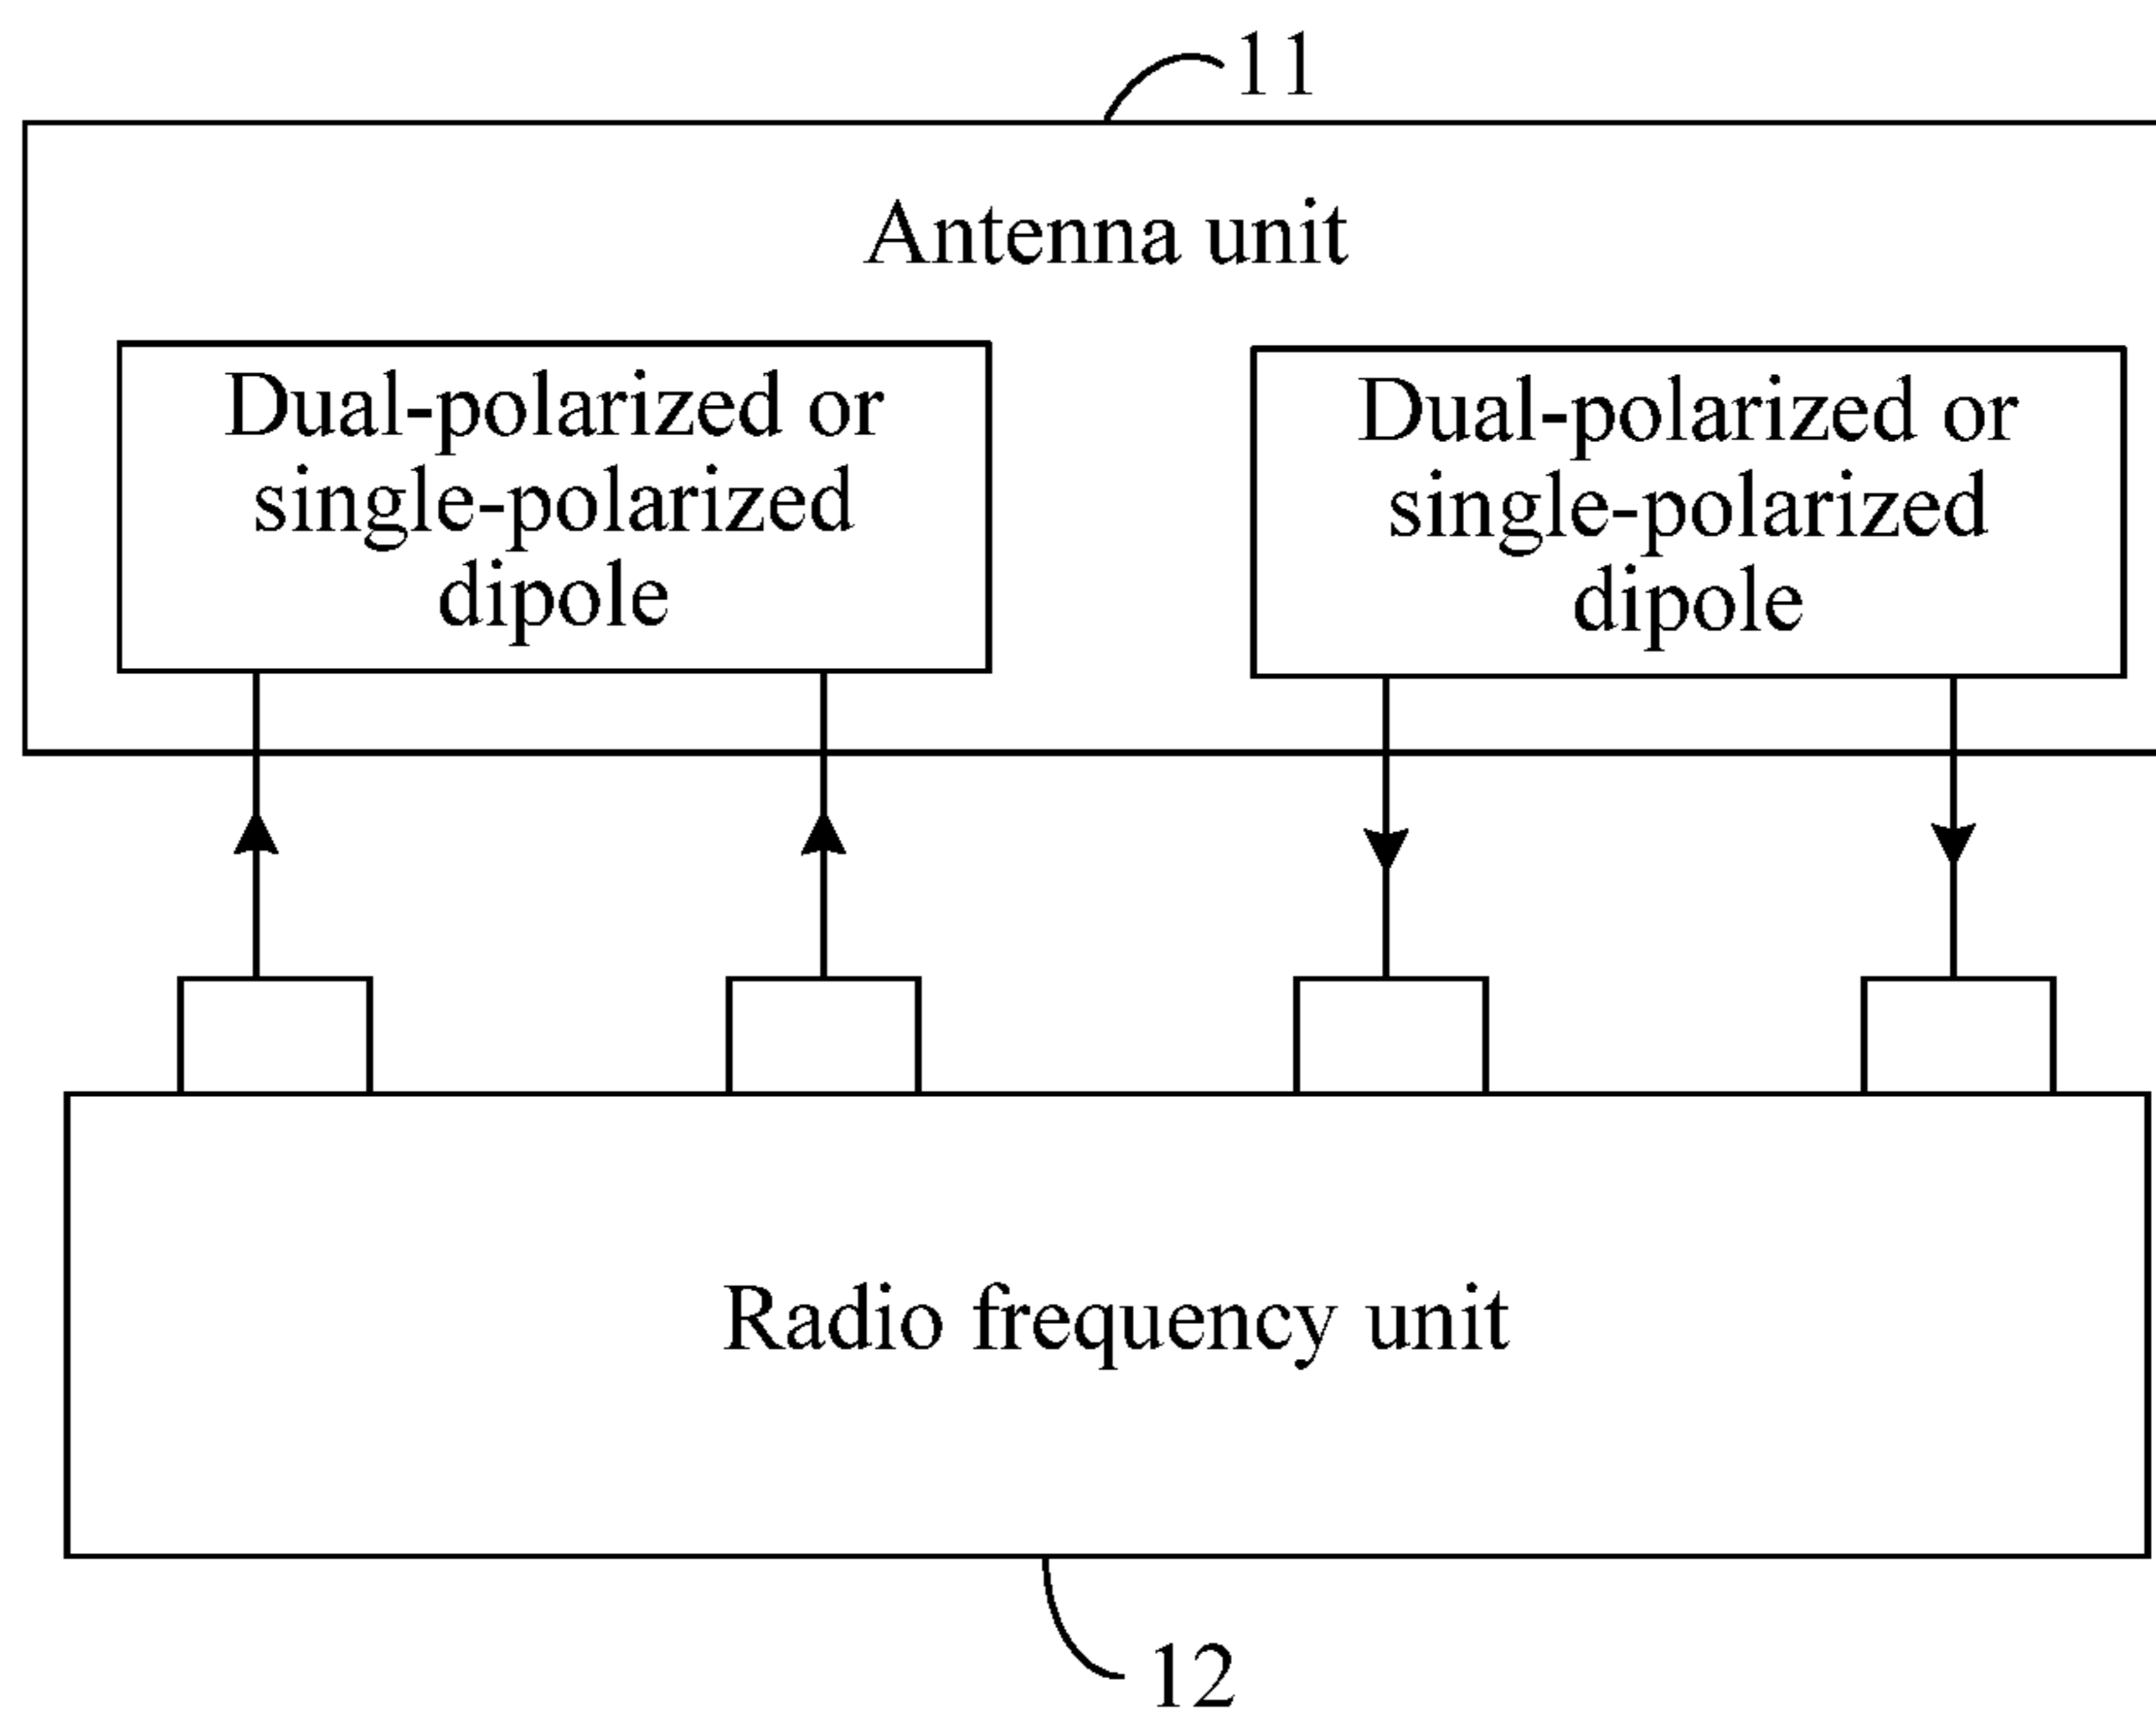 11
Antenna unit
Dual-polarized or
single-polarized
dipole
Dual-polarized or
single-polarized
dipole
Radio frequency unit
12